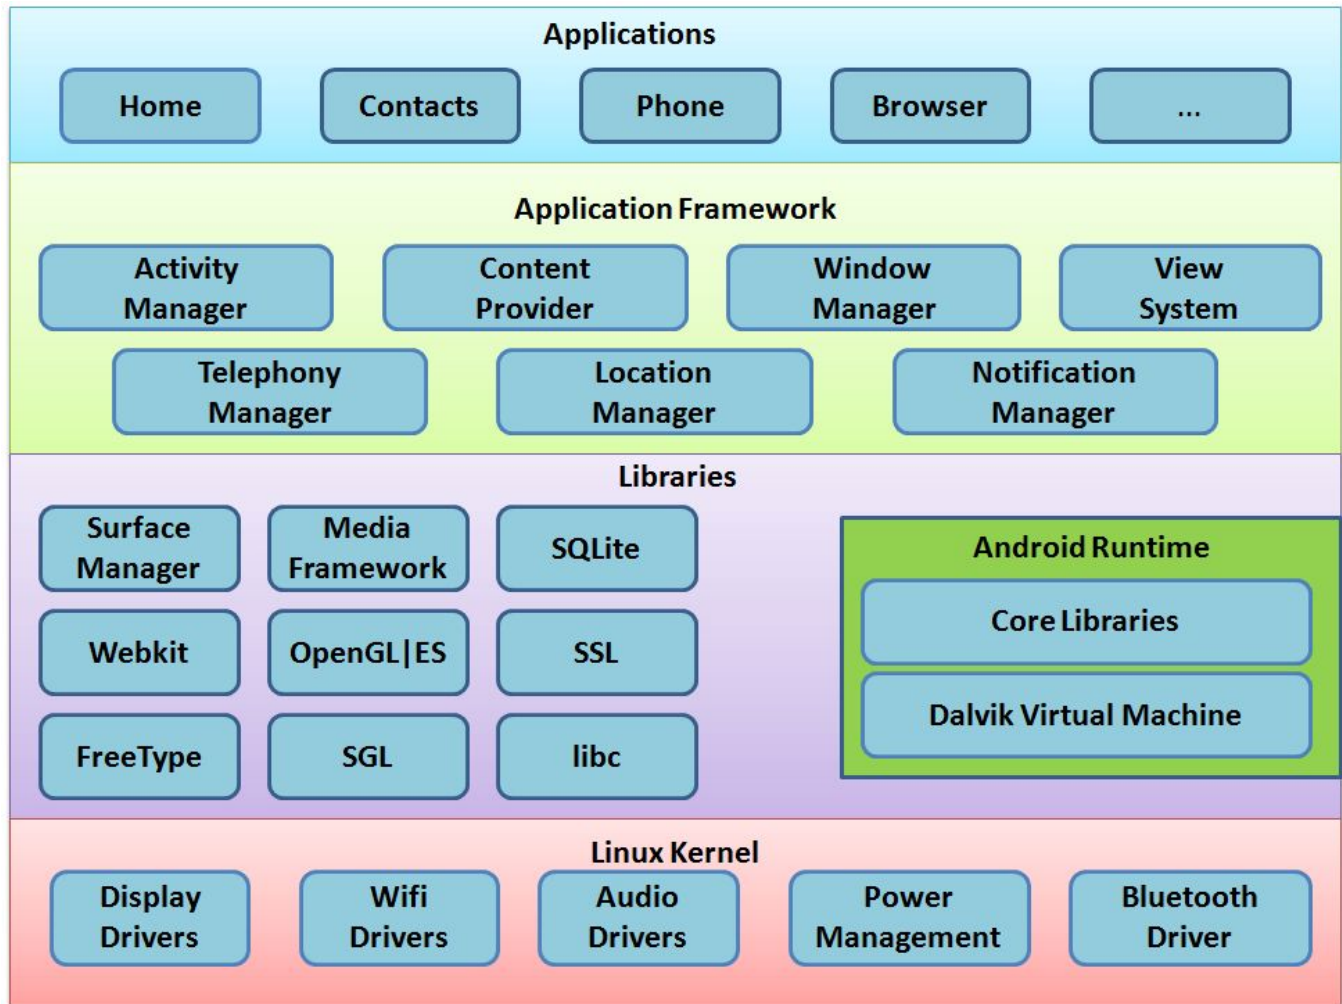 Applications
Home
Contacts
Phone
Browser
...
Application Framework
Activity
Manager
Content
Provider
Window
Manager
View
System
Telephony
Manager
Location
Manager
Notification
Manager
Libraries
Surface
Manager
Media
Framework
SQLite
Webkit
OpenGL|ES
SSL
FreeType
SGL
libc
Android Runtime
Core Libraries
Dalvik Virtual Machine
Linux Kernel
Display
Drivers
Wifi
Drivers
Audio
Drivers
Power
Management
Bluetooth
Driver